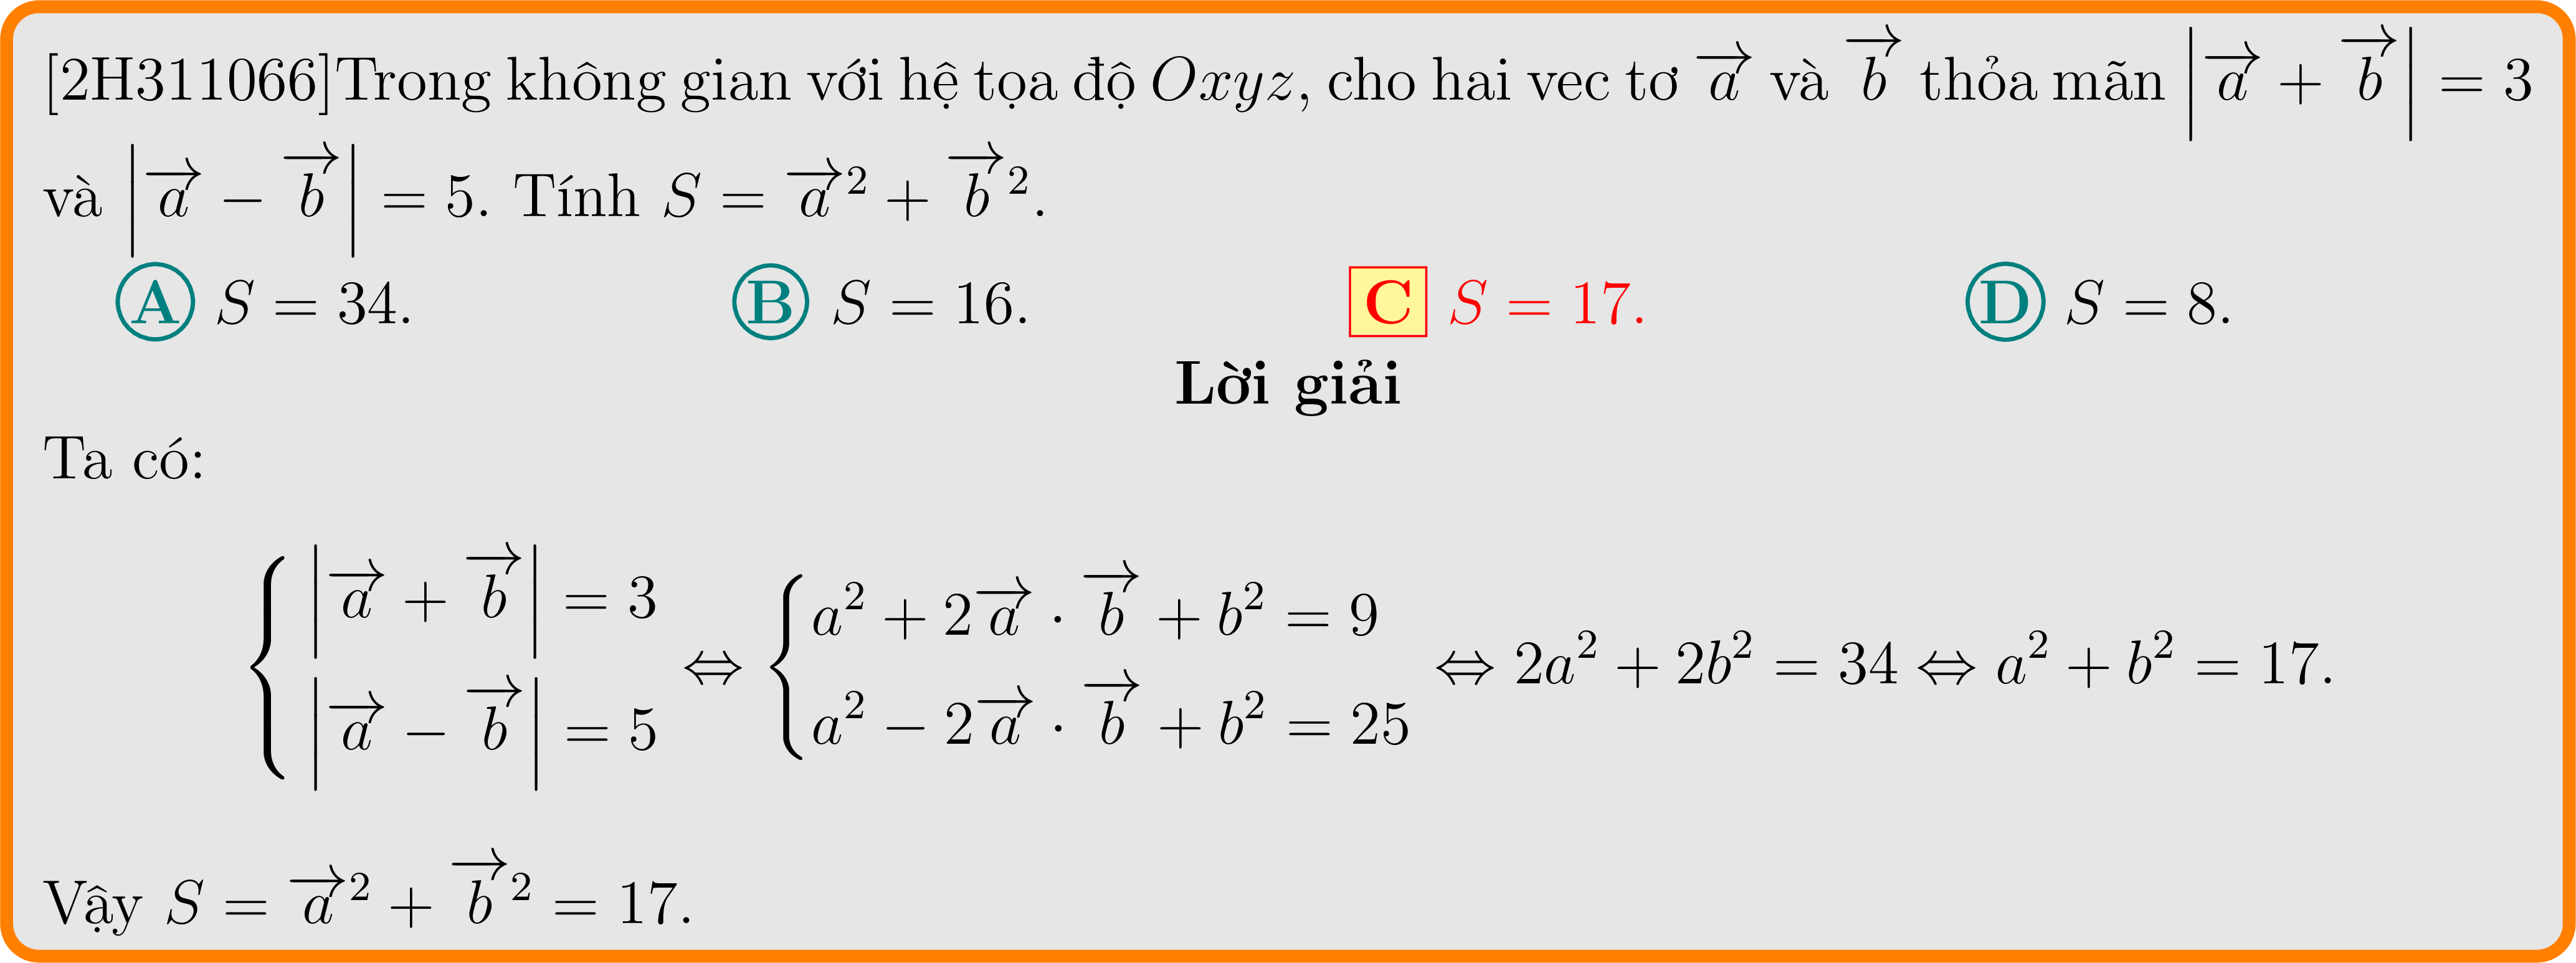 [2H311066]Trong không gian với hệ tọa độ $Oxyz$, cho hai vec tơ $\overrightarrow{a}$ và $\overrightarrow{b}$ thỏa mãn $\left|\overrightarrow{a}+\overrightarrow{b}\right|=3$
và $\left|\overrightarrow{a}-\overrightarrow{b}\right|=5$. Tính $S=\overrightarrow{a}^2+\overrightarrow{b}^2$.
A $S=34$. B $S=16$. C $S=17$. D $S=8$.
Lời giải
Ta có:
$\begin{cases}\left|\overrightarrow{a}+\overrightarrow{b}\right|=3\\ \left|\overrightarrow{a}-\overrightarrow{b}\right|=5\end{cases}\Leftrightarrow\begin{cases}a^2+2\overrightarrow{a}\cdot\overrightarrow{b}+b^2=9\\ a^2-2\overrightarrow{a}\cdot\overrightarrow{b}+b^2=25\end{cases}\Leftrightarrow 2a^2+2b^2=34\Leftrightarrow a^2+b^2=17.$
Vậy $S=\overrightarrow{a}^2+\overrightarrow{b}^2=17$.